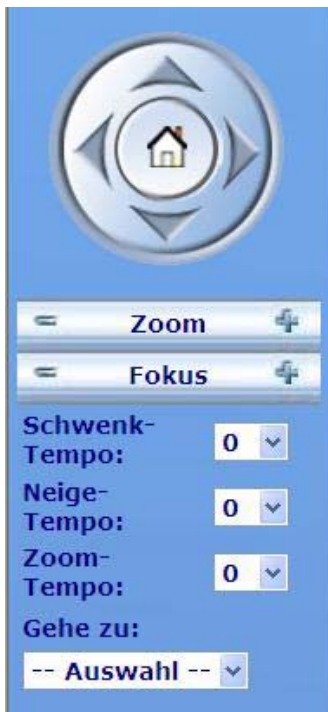 Zoom
Fokus
Schwenk-
Tempo:
0
Neige-
Tempo:
0
Zoom-
Tempo:
0
Gehe zu:
-- Auswahl --